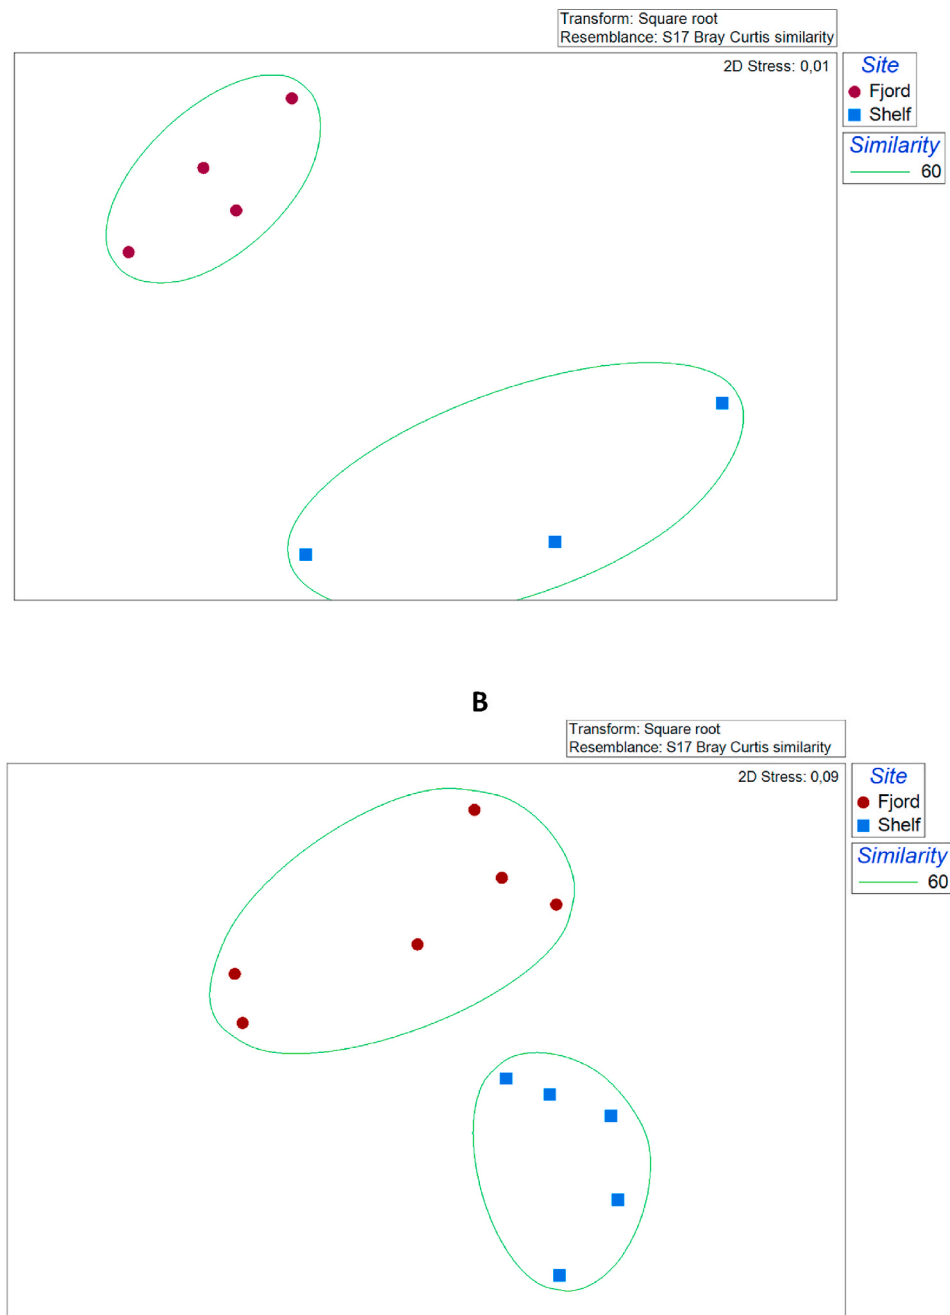 Transform: Square root
Resemblance: S17 Bray Curtis similarity
2D Stress: 0,01
Site
Fjord
Shelf
Similarity
60
B
Transform: Square root
Resemblance: S17 Bray Curtis similarity
2D Stress: 0,09
Site
Fjord
Shelf
Similarity
60